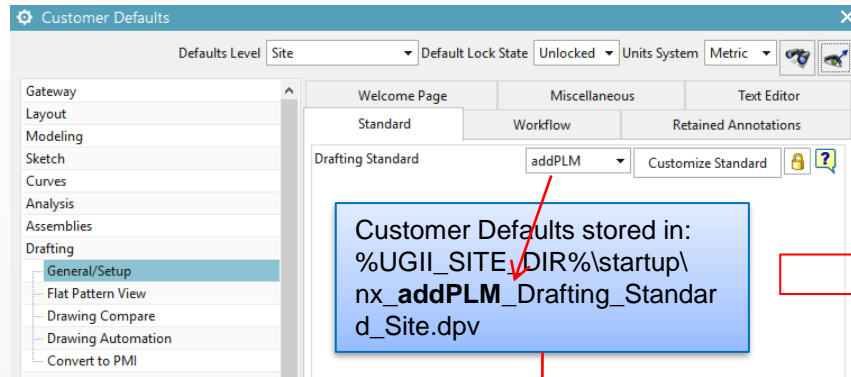 Customer Defaults
Defaults Level Site Default Lock State Unlocked Units System Metric
Gateway
Layout
Modeling
Sketch
Curves
Analysis
Assemblies
Drafting
General/Setup
Flat Pattern View
Drawing Compare
Drawing Automation
Convert to PMI
Welcome Page Miscellaneous Text Editor
Standard Workflow Retained Annotations
Drafting Standard addPLM Customize Standard ?
Customer Defaults stored in:
%UGII_SITE_DIR%\startup\
nx_addPLM_Drafting_Standar
d_Site.dpv